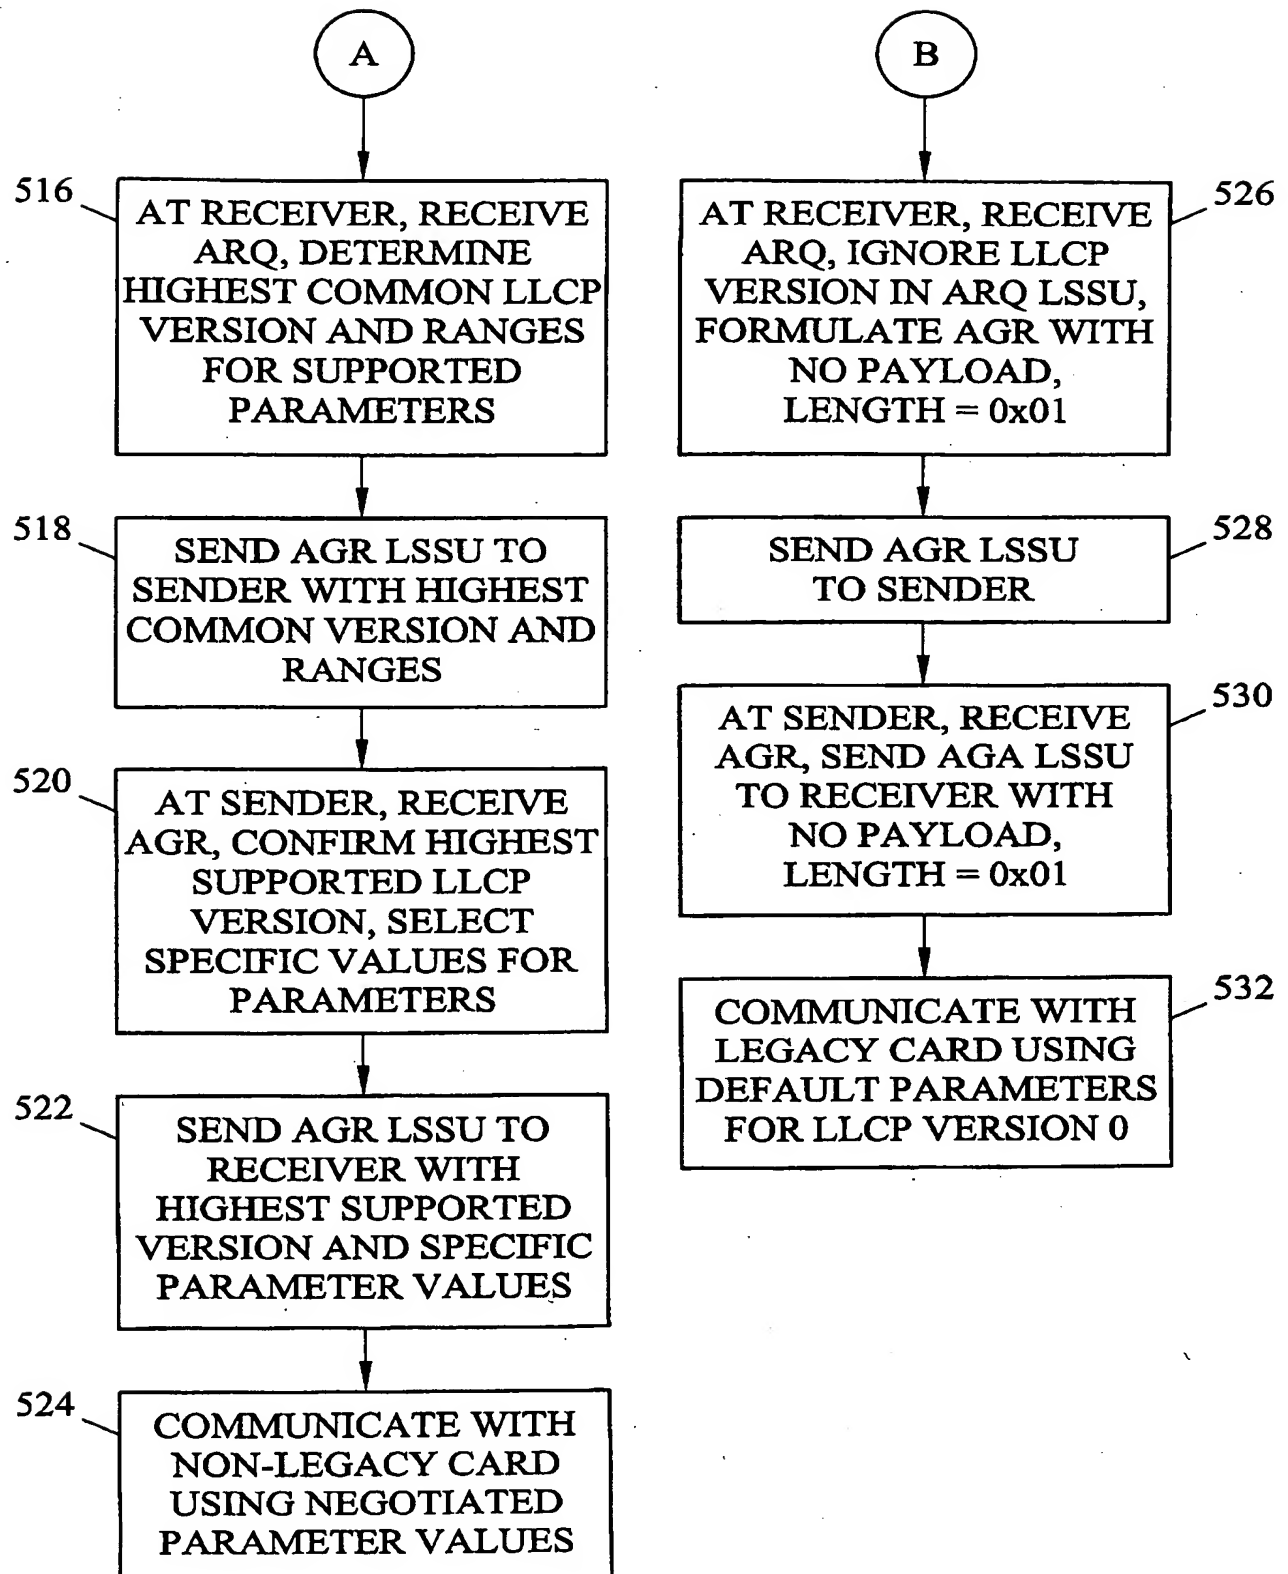 A
516
AT RECEIVER, RECEIVE
ARQ, DETERMINE
HIGHEST COMMON LLCP
VERSION AND RANGES
FOR SUPPORTED
PARAMETERS
518
SEND AGR LSSU TO
SENDER WITH HIGHEST
COMMON VERSION AND
RANGES
520
AT SENDER, RECEIVE
AGR, CONFIRM HIGHEST
SUPPORTED LLCP
VERSION, SELECT
SPECIFIC VALUES FOR
PARAMETERS
522
SEND AGR LSSU TO
RECEIVER WITH
HIGHEST SUPPORTED
VERSION AND SPECIFIC
PARAMETER VALUES
524
COMMUNICATE WITH
NON-LEGACY CARD
USING NEGOTIATED
PARAMETER VALUES
B
526
AT RECEIVER, RECEIVE
ARQ, IGNORE LLCP
VERSION IN ARQ LSSU,
FORMULATE AGR WITH
NO PAYLOAD,
LENGTH = 0x01
528
SEND AGR LSSU
TO SENDER
530
AT SENDER, RECEIVE
AGR, SEND AGA LSSU
TO RECEIVER WITH
NO PAYLOAD,
LENGTH = 0x01
532
COMMUNICATE WITH
LEGACY CARD USING
DEFAULT PARAMETERS
FOR LLCP VERSION 0